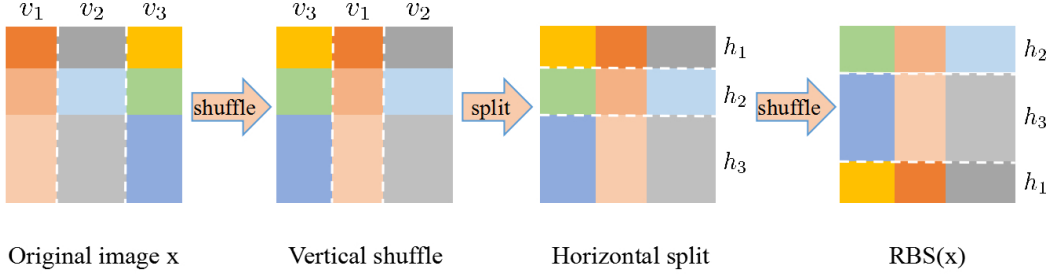 v₁ v₂ v₃
v₃ v₁ v₂
shuffle
split
shuffle
h₁
h₂
h₃
h₂
h₃
h₁
Original image x
Vertical shuffle
Horizontal split
RBS(x)